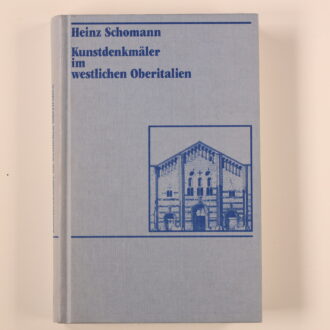 Heinz Schomann
Kunstdenkmäler
im
westlichen Oberitalien